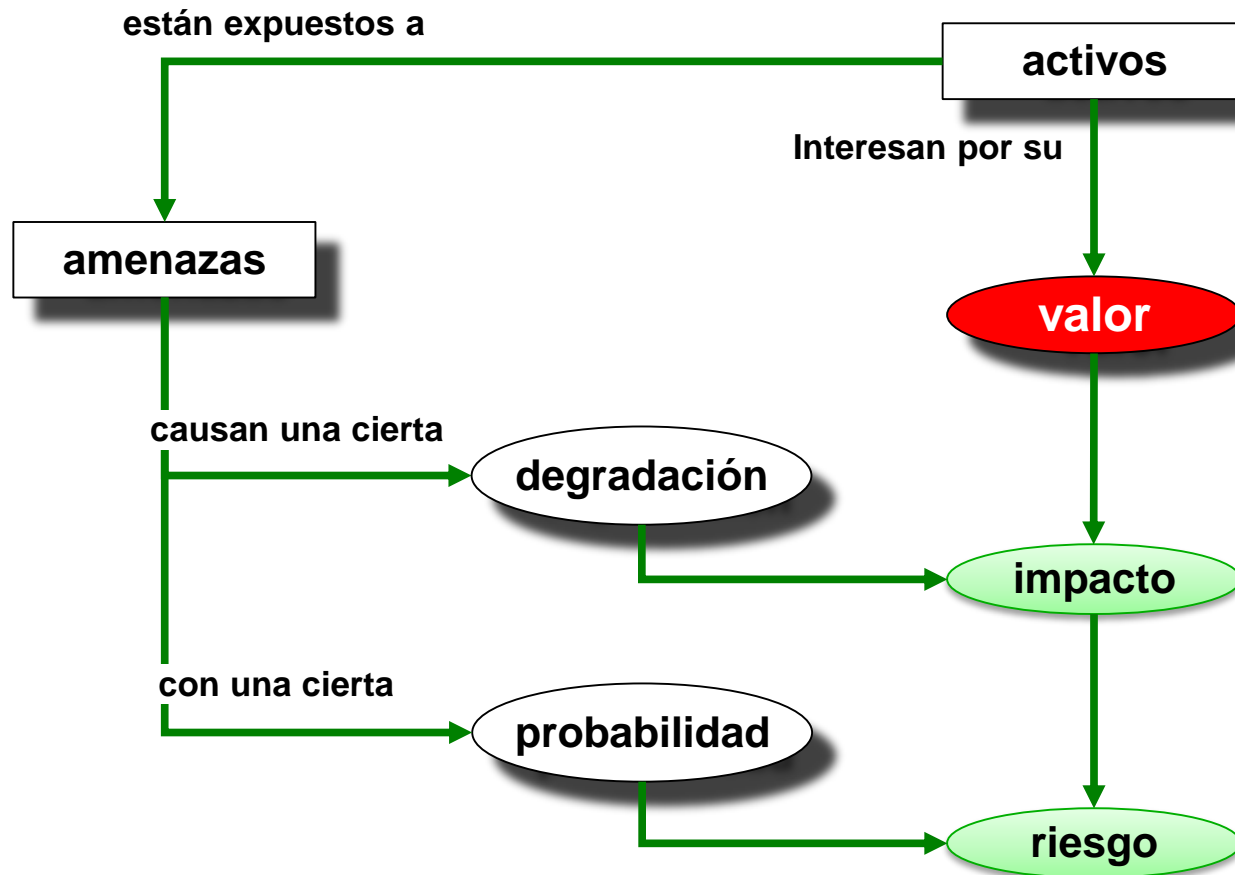 están expuestos a
activos
Interesan por su
amenazas
valor
causan una cierta
degradación
impacto
con una cierta
probabilidad
riesgo